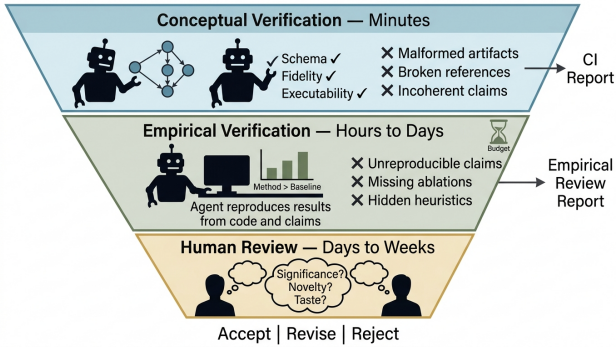 Conceptual Verification — Minutes
✓ Schema ✓
Fidelity ✓
Executability ✓
✕ Malformed artifacts
✕ Broken references
✕ Incoherent claims
CI
Report
Empirical Verification — Hours to Days
Method > Baseline
Agent reproduces results
from code and claims
✕ Unreproducible claims
✕ Missing ablations
✕ Hidden heuristics
Budget
Empirical
Review
Report
Human Review — Days to Weeks
Significance?
Novelty?
Taste?
Accept | Revise | Reject